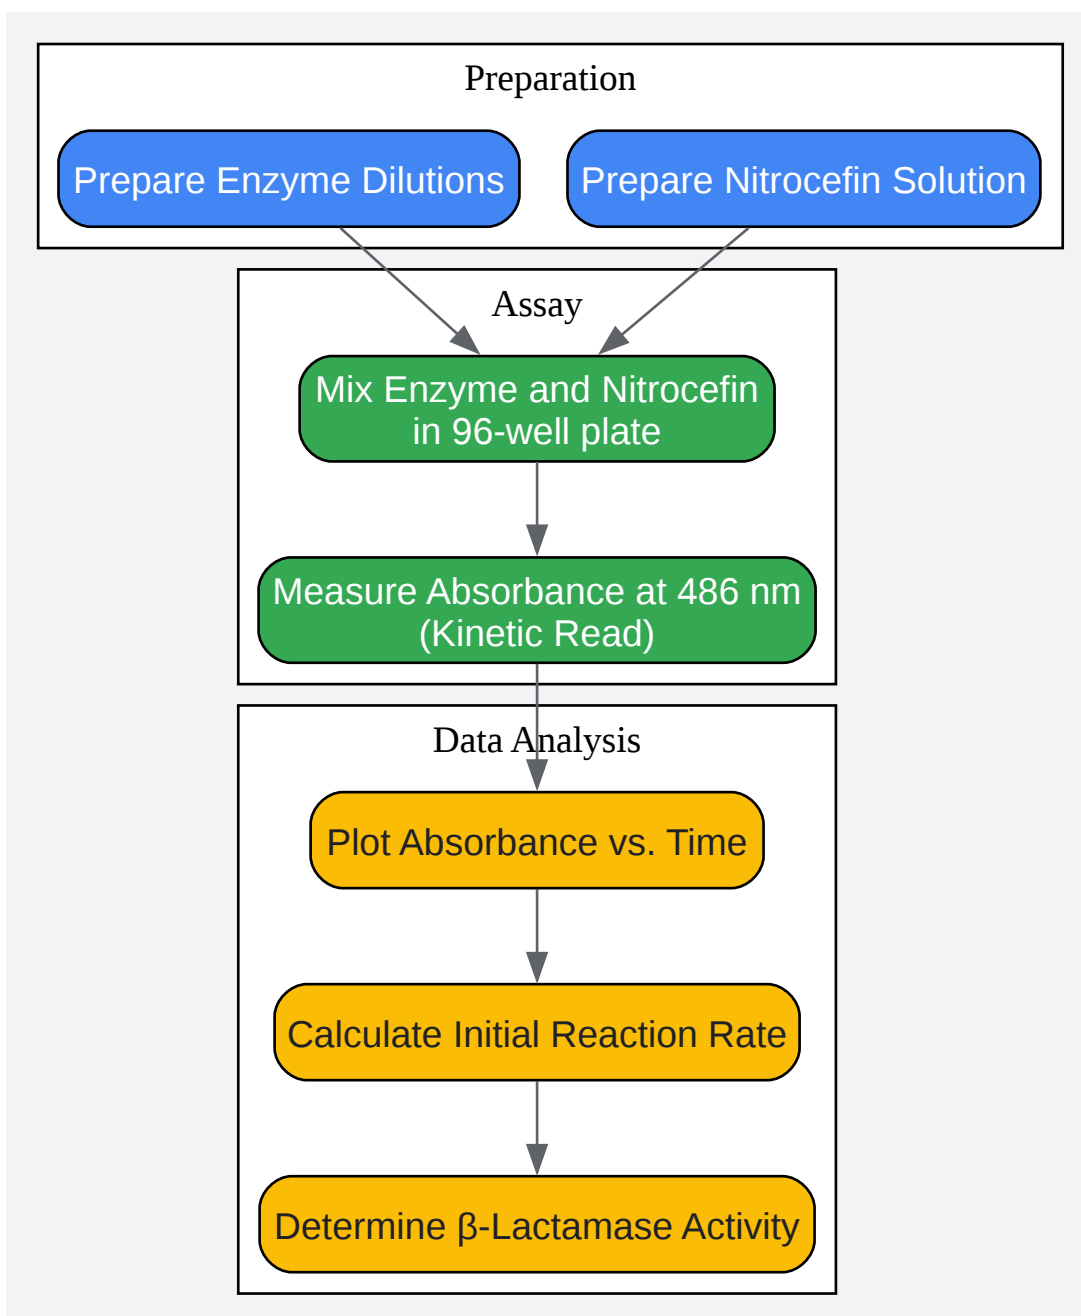 Preparation
Prepare Enzyme Dilutions
Prepare Nitrocefin Solution
Assay
Mix Enzyme and Nitrocefin
in 96-well plate
Measure Absorbance at 486 nm
(Kinetic Read)
Data Analysis
Plot Absorbance vs. Time
Calculate Initial Reaction Rate
Determine β-Lactamase Activity